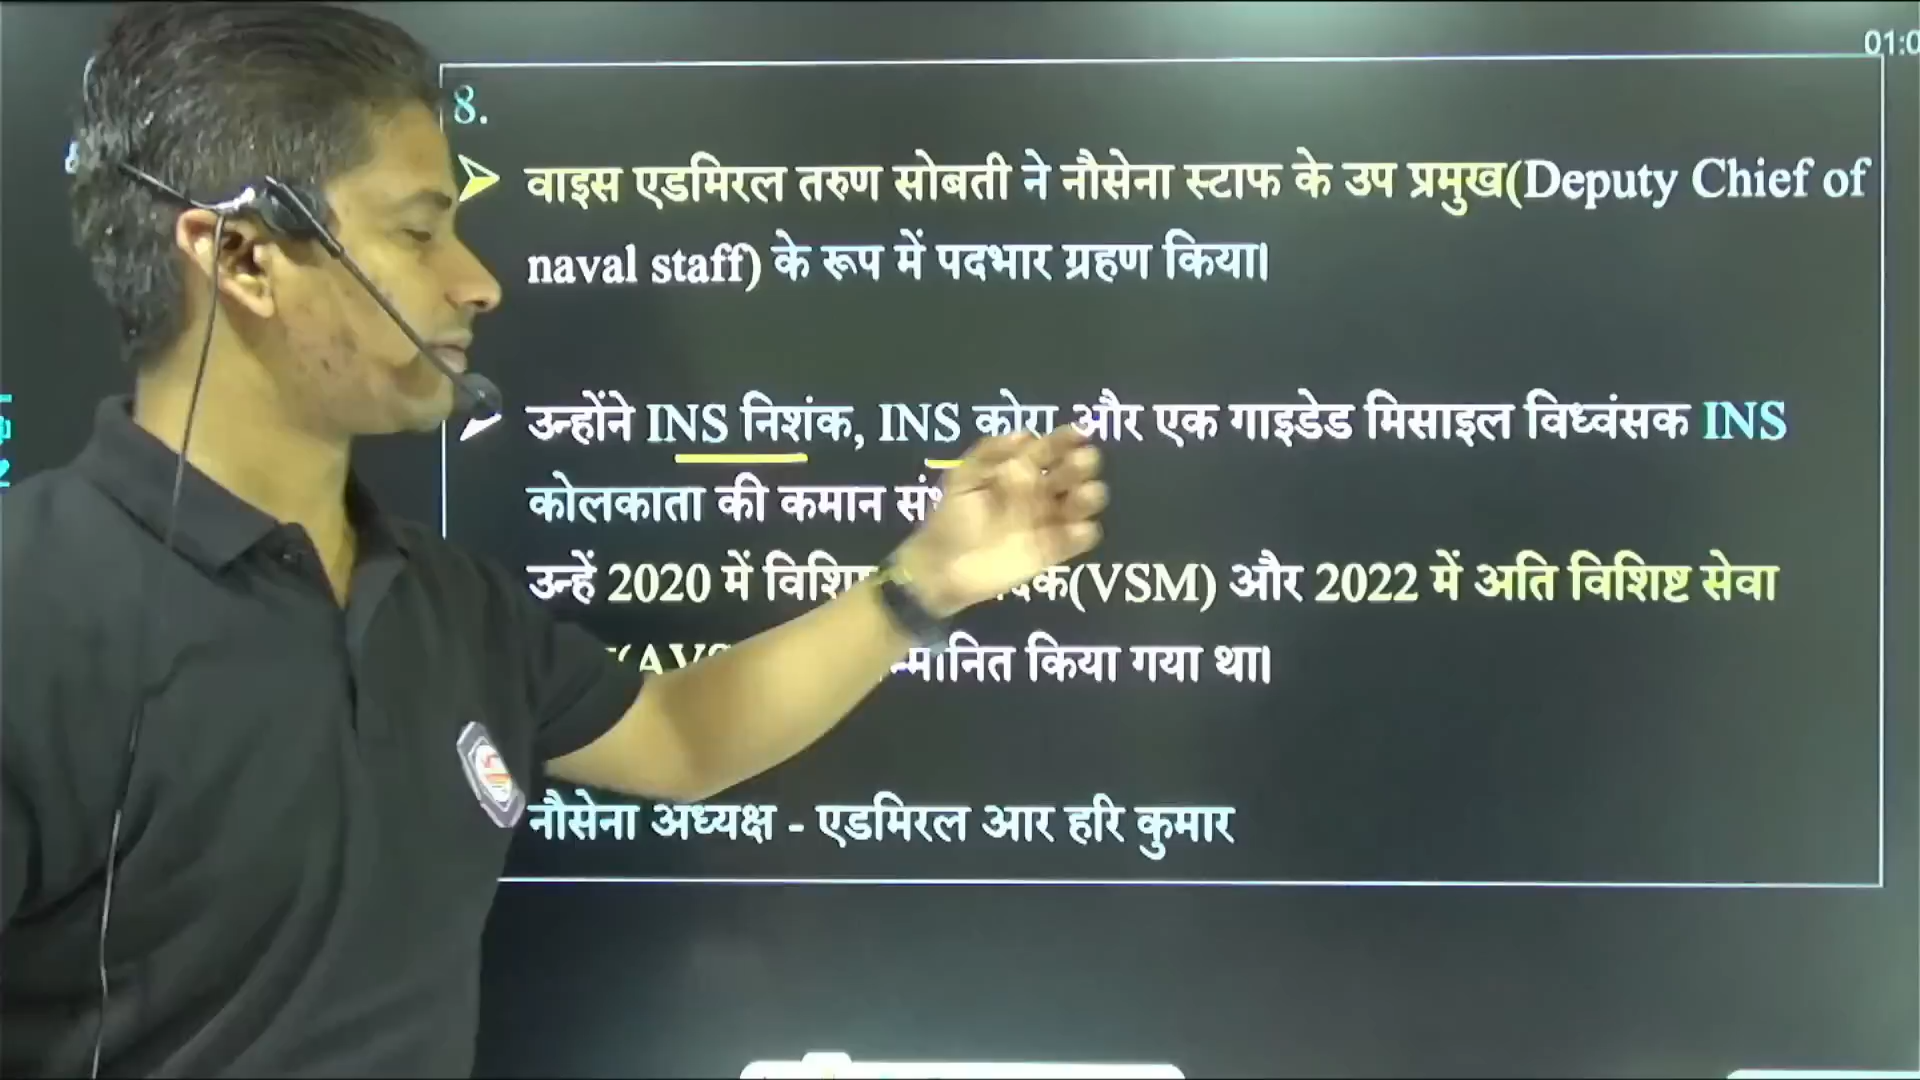 01:0
8.
वाइस एडमिरल तरुण सोबती ने नौसेना स्टाफ के उप प्रमुख(Deputy Chief of
naval staff) के रूप में पदभार ग्रहण किया।
उन्होंने INS निशंक, INS कोरा और एक गाइडेड मिसाइल विध्वंसक INS
कोलकाता की कमान
उन्हें 2020 में (VSM) और 2022 में अति विशिष्ट सेवा
किया गया था।
नौसेना अध्यक्ष - एडमिरल आर हरि कुमार